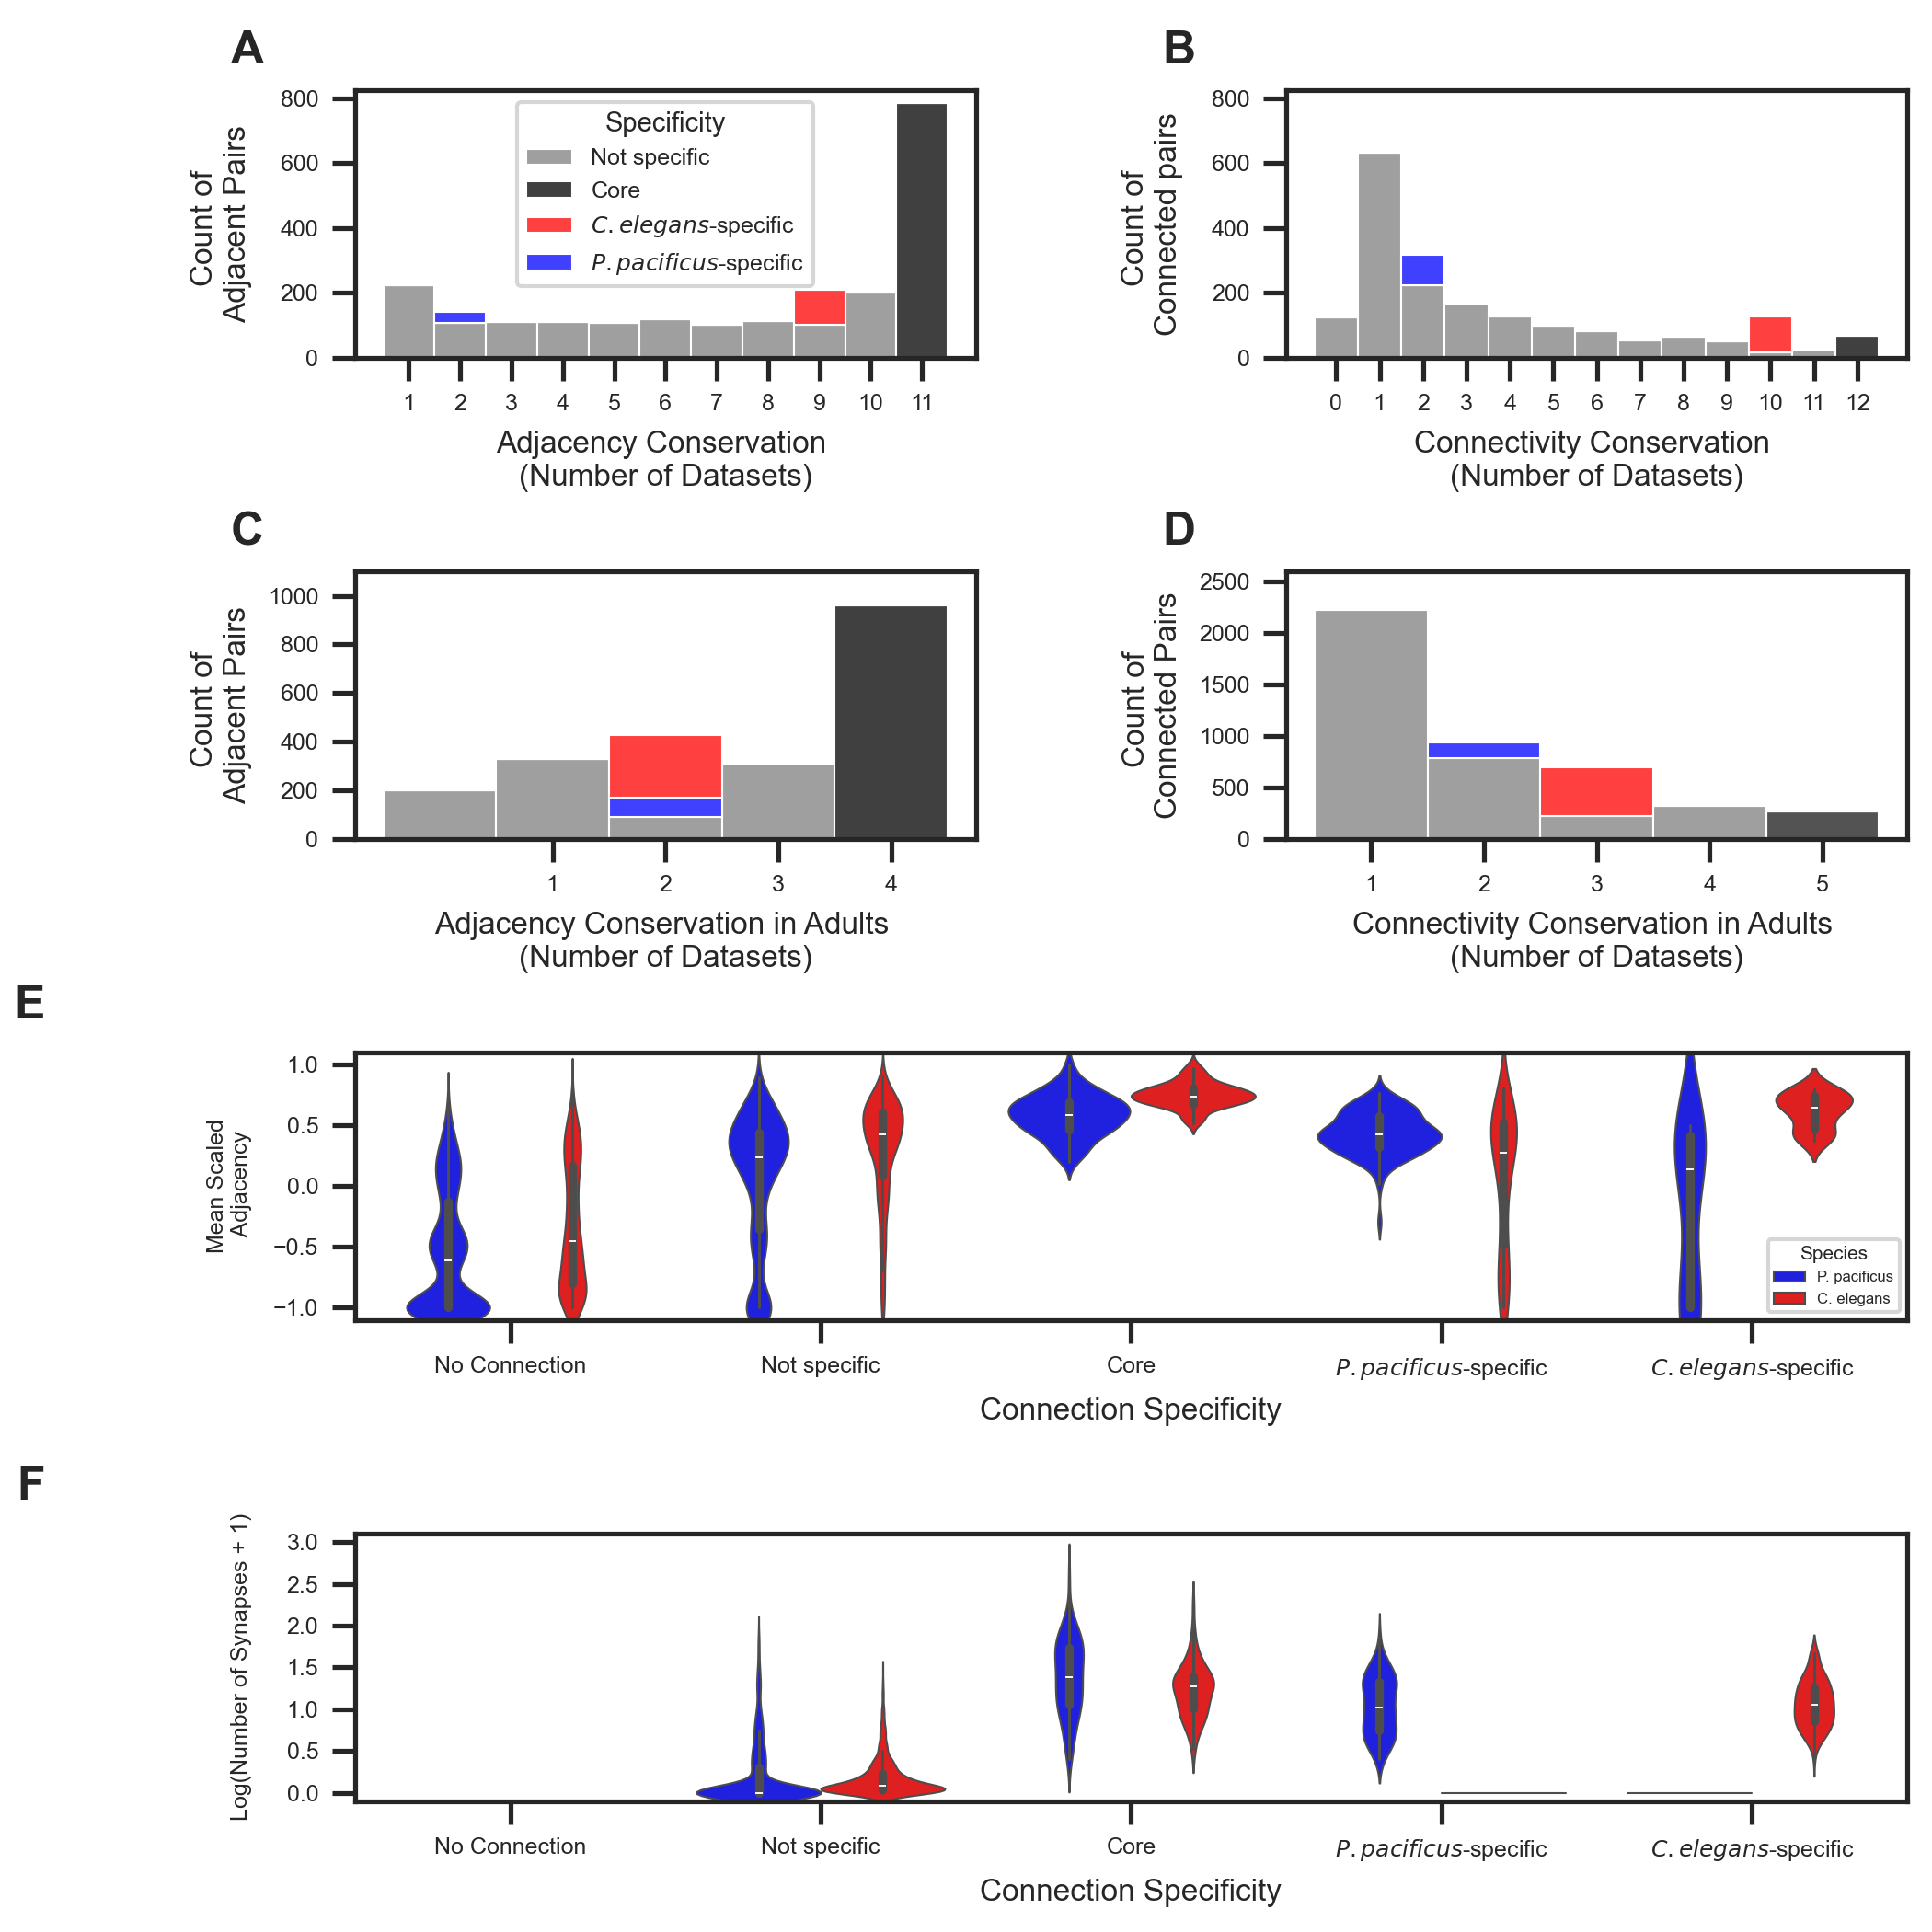 A
Count of
Adjacent Pairs
800
600
400
200
0
Specificity
Not specific
Core
C.elegans-specific
P.pacificus-specific
1 2 3 4 5 6 7 8 9 10 11
Adjacency Conservation
(Number of Datasets)
B
Count of
Connected pairs
800
600
400
200
0
0 1 2 3 4 5 6 7 8 9 10 11 12
Connectivity Conservation
(Number of Datasets)
C
Count of
Adjacent Pairs
1000
800
600
400
200
0
1 2 3 4
Adjacency Conservation in Adults
(Number of Datasets)
D
Count of
Connected Pairs
2500
2000
1500
1000
500
0
1 2 3 4 5
Connectivity Conservation in Adults
(Number of Datasets)
E
Mean Scaled
Adjacency
1.0
0.5
0.0
−0.5
−1.0
Species
P. pacificus
C. elegans
No Connection Not specific Core P.pacificus-specific C.elegans-specific
Connection Specificity
F
Log(Number of Synapses + 1)
3.0
2.5
2.0
1.5
1.0
0.5
0.0
No Connection Not specific Core P.pacificus-specific C.elegans-specific
Connection Specificity